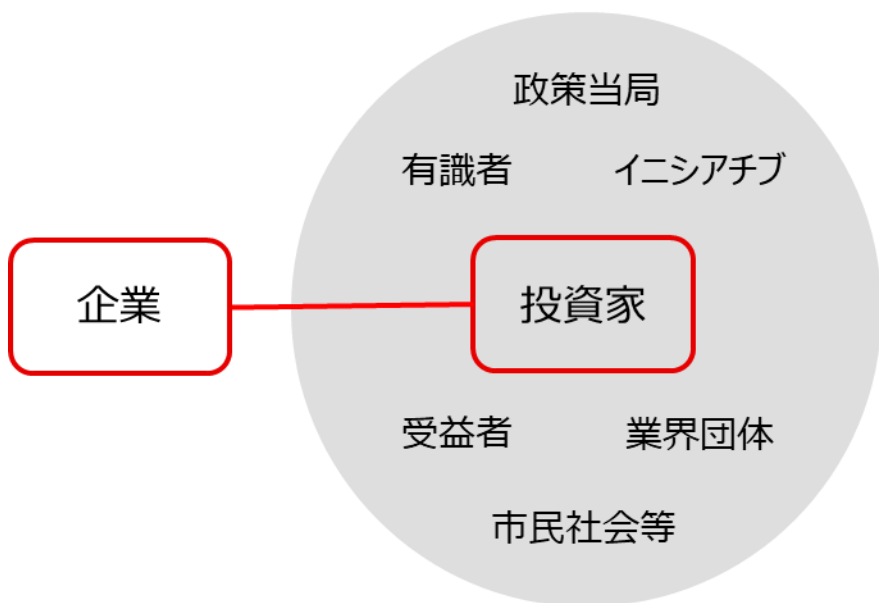 政策当局
有識者
イニシアチブ
企業
投資家
受益者
業界団体
市民社会等